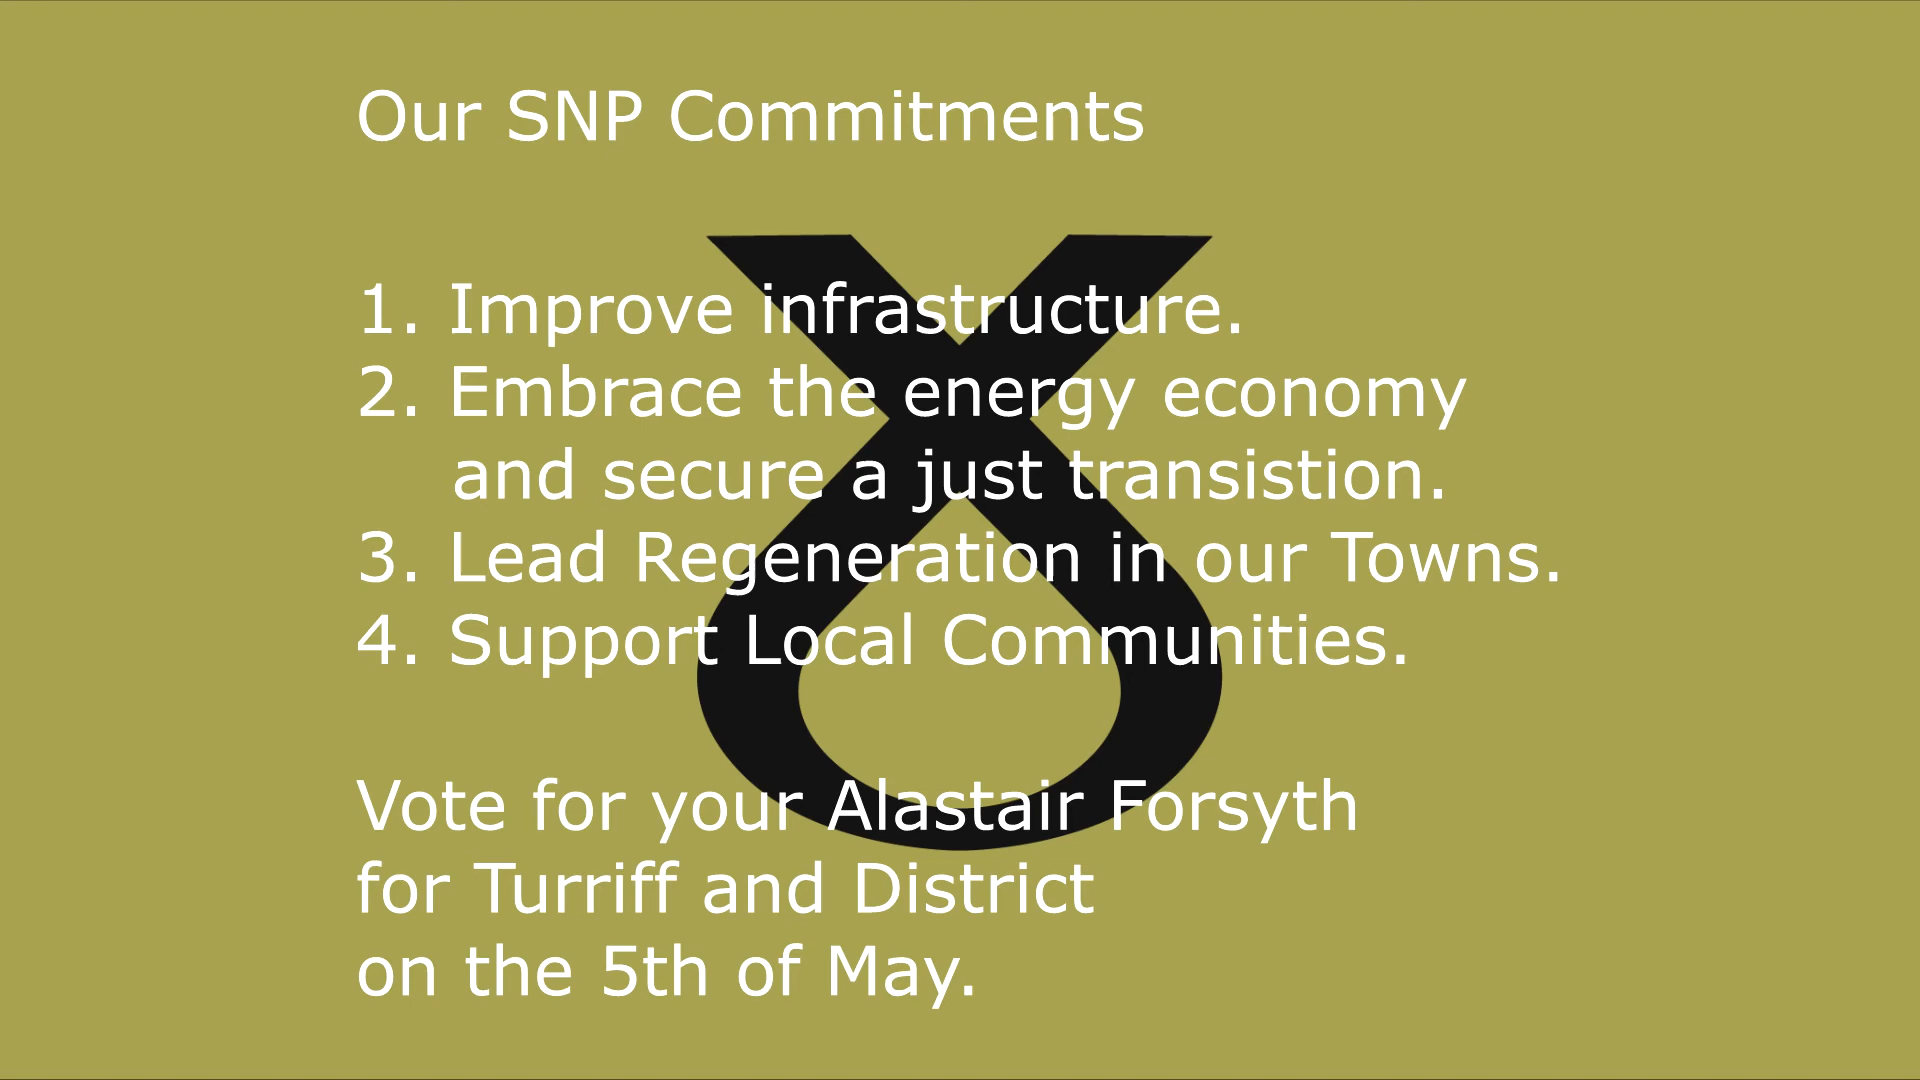 Our SNP Commitments
1. Improve infrastructure.
2. Embrace the energy economy
and secure a just transistion.
3. Lead Regeneration in our Towns.
4. Support Local Communities.
Vote for your Alastair Forsyth
for Turriff and District
on the 5th of May.